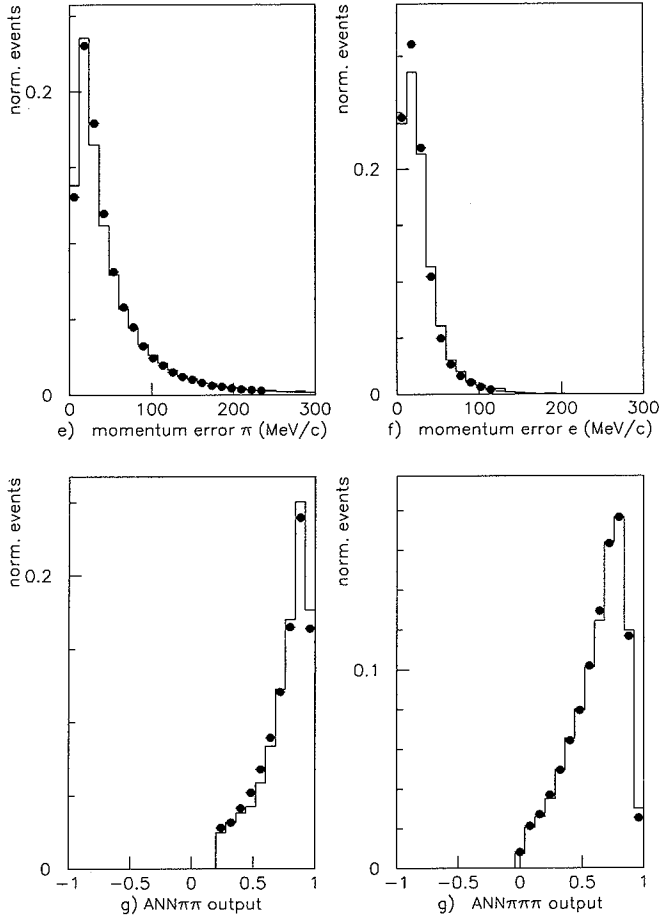 norm. events
0.2
0
0 100 200 300
e) momentum error π (MeV/c)
norm. events
0.2
0
0 100 200 300
f) momentum error e (MeV/c)
norm. events
0.2
0
−1 −0.5 0 0.5 1
g) ANNππ output
norm. events
0.1
0
−1 −0.5 0 0.5 1
g) ANNπππ output